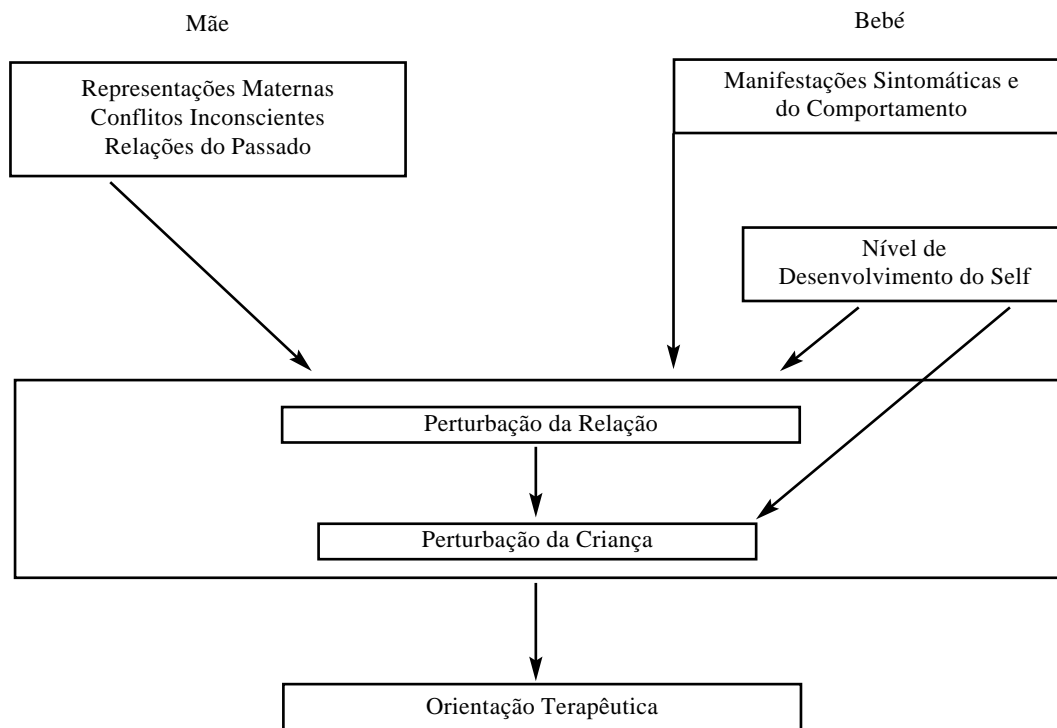 Mãe
Bebé
Representações Maternas
Conflitos Inconscientes
Relações do Passado
Manifestações Sintomáticas e
do Comportamento
Nível de
Desenvolvimento do Self
Perturbação da Relação
Perturbação da Criança
Orientação Terapêutica